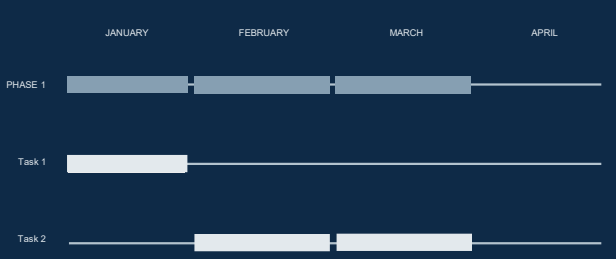 JANUARY FEBRUARY MARCH APRIL
PHASE 1
Task 1
Task 2